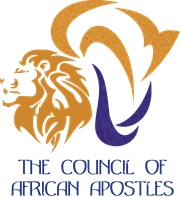 THE COUNCIL OF
AFRICAN APOSTLES